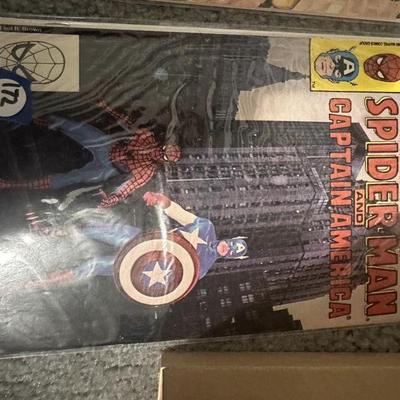 SPIDER-MAN
AND
CAPTAIN AMERICA
172